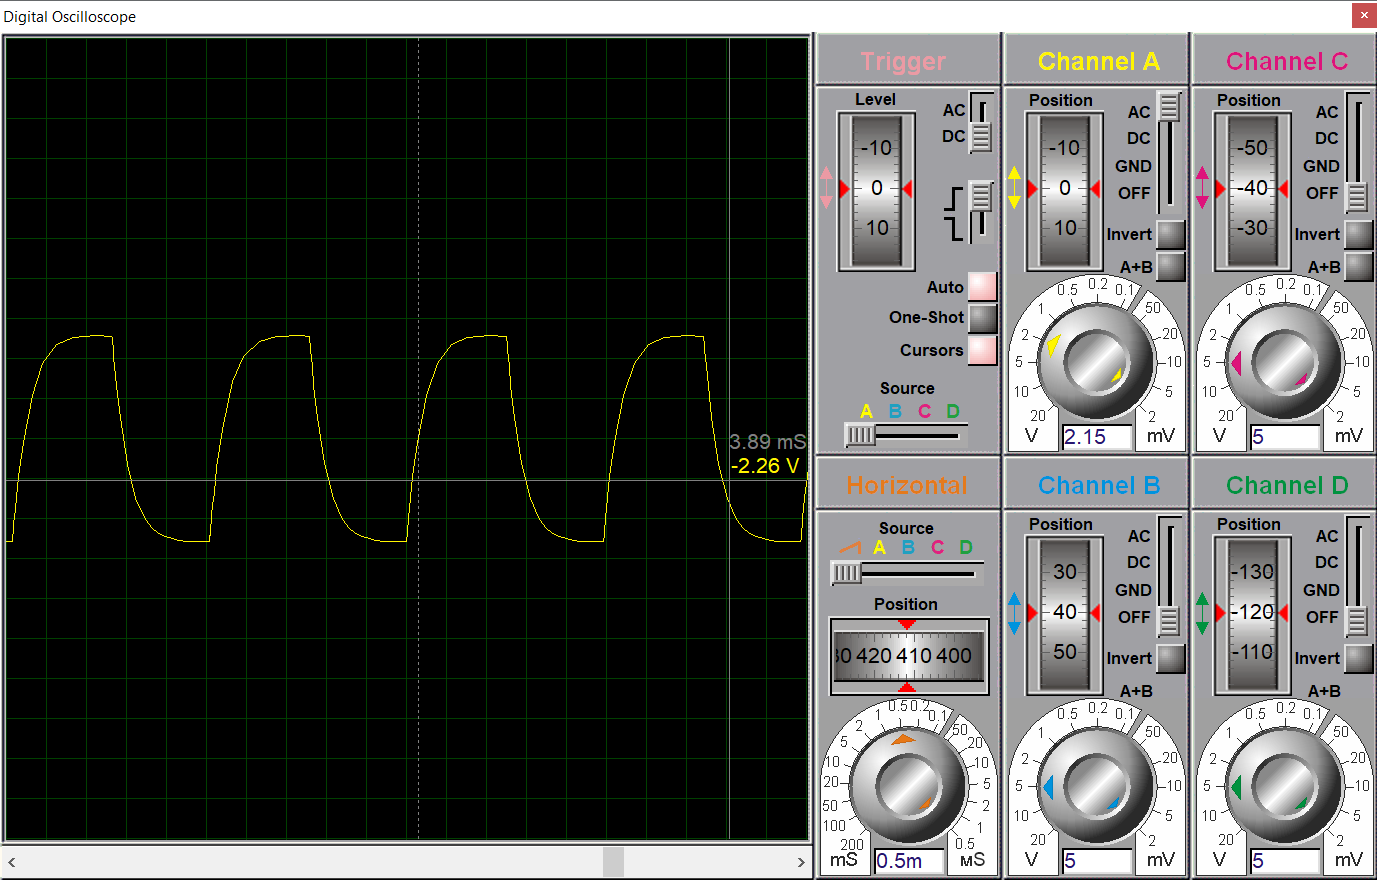 Digital Oscilloscope
3.89 mS
-2.26 V
Trigger
Level
-10
0
10
AC
DC
Auto
One-Shot
Cursors
Source
A B C D
Channel A
Position
-10
0
10
AC
DC
GND
OFF
Invert
A+B
20 10 5 2 1 0.5 0.2 0.1 50 20 10 5 2
V 2.15 mV
Channel C
Position
-50
-40
-30
AC
DC
GND
OFF
Invert
A+B
20 10 5 2 1 0.5 0.2 0.1 50 20 10 5 2
V 5 mV
Horizontal
Source
A B C D
Position
30 420 410 400
200 100 50 20 10 5 2 1 0.5 0.2 0.1 50 20 10 5 2 1 0.5
mS 0.5m мS
Channel B
Position
30
40
50
AC
DC
GND
OFF
Invert
A+B
20 10 5 2 1 0.5 0.2 0.1 50 20 10 5 2
V 5 mV
Channel D
Position
-130
-120
-110
AC
DC
GND
OFF
Invert
A+B
20 10 5 2 1 0.5 0.2 0.1 50 20 10 5 2
V 5 mV